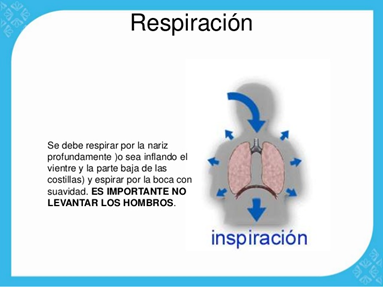 Respiración
Se debe respirar por la nariz
profundamente )o sea inflando el
vientre y la parte baja de las
costillas) y espirar por la boca con
suavidad. ES IMPORTANTE NO
LEVANTAR LOS HOMBROS.
inspiración